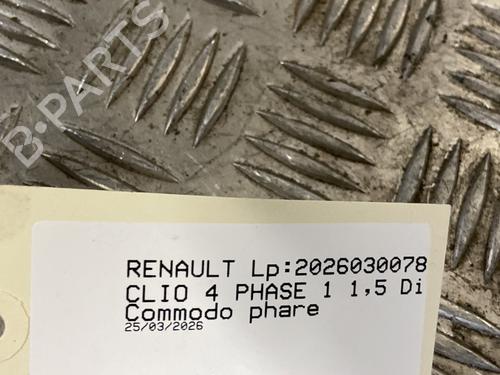 B-PARTS
RENAULT Lp:2026030078
CLIO 4 PHASE 1 1,5 Di
Commodo phare
25/03/2026